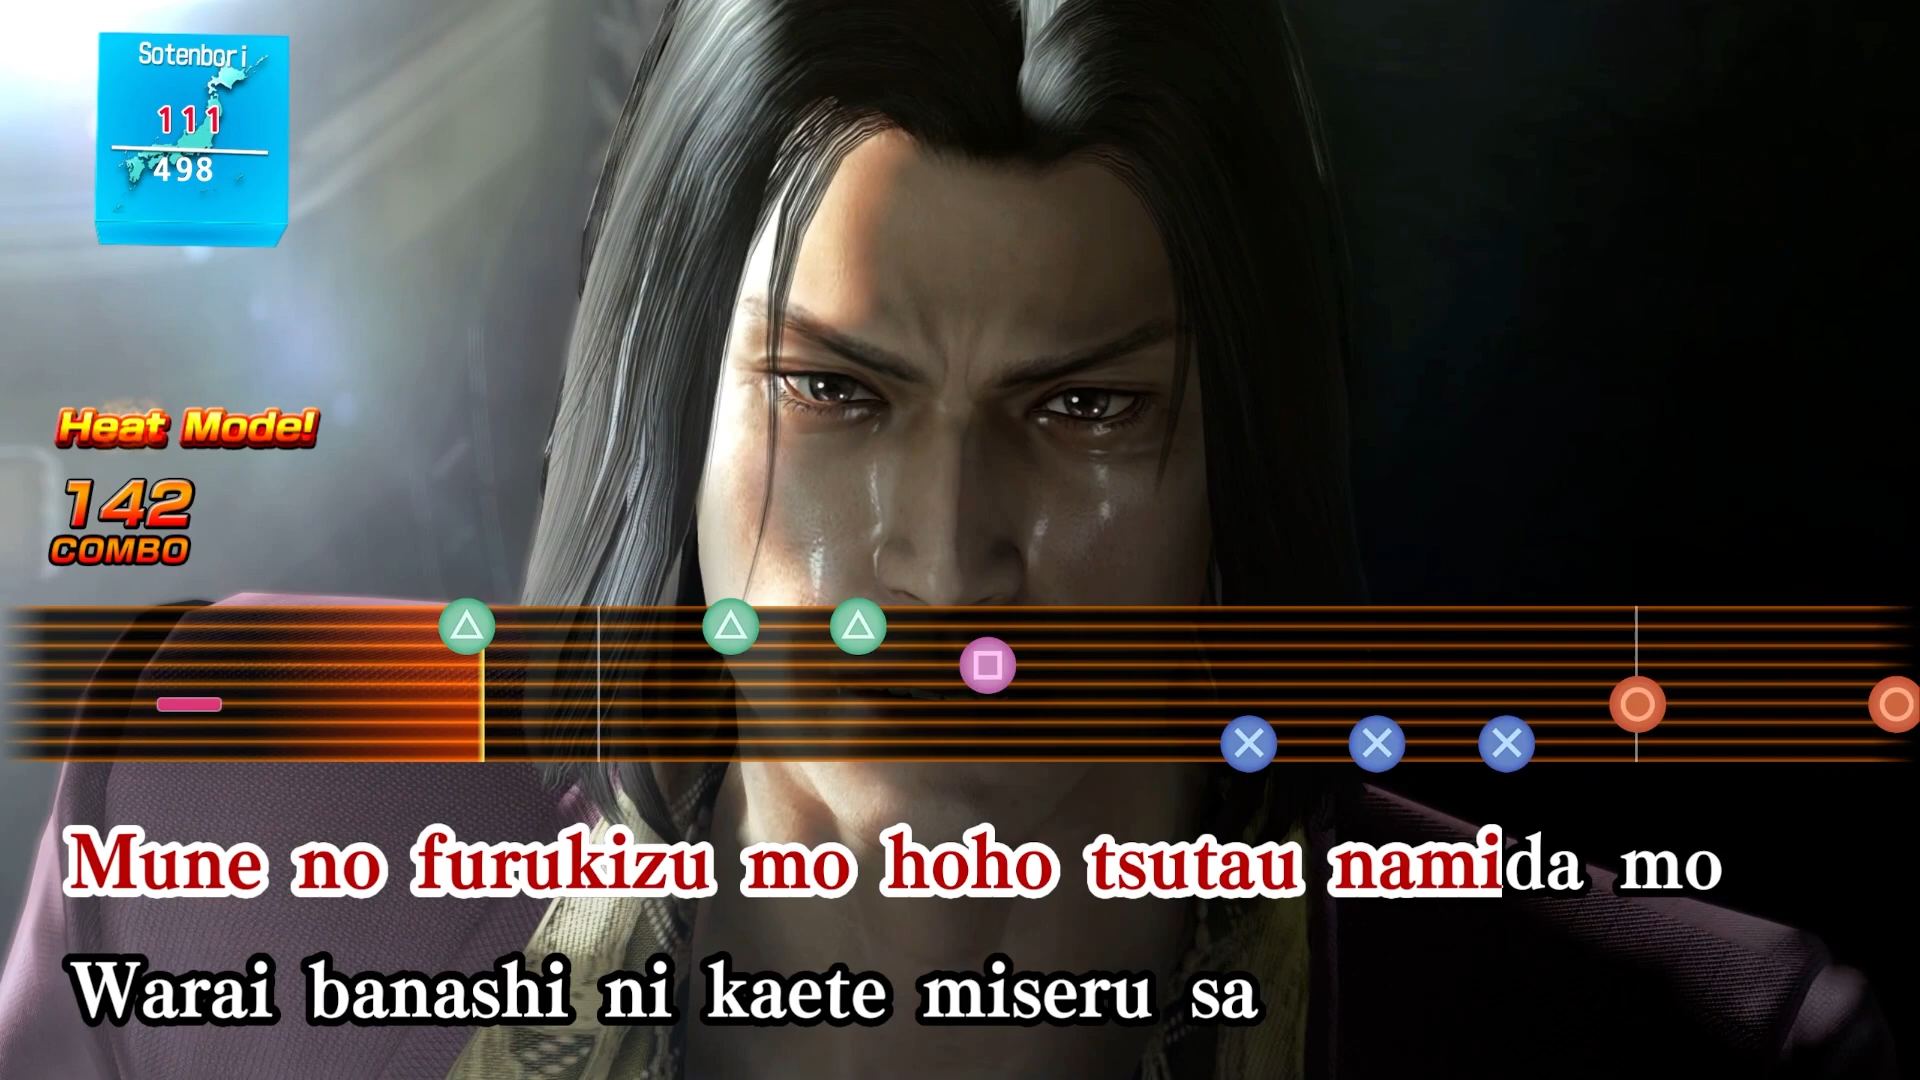 Sotenbori
111
498
Heat Mode!
142
COMBO
Mune no furukizu mo hoho tsutau namida mo
Warai banashi ni kaete miseru sa